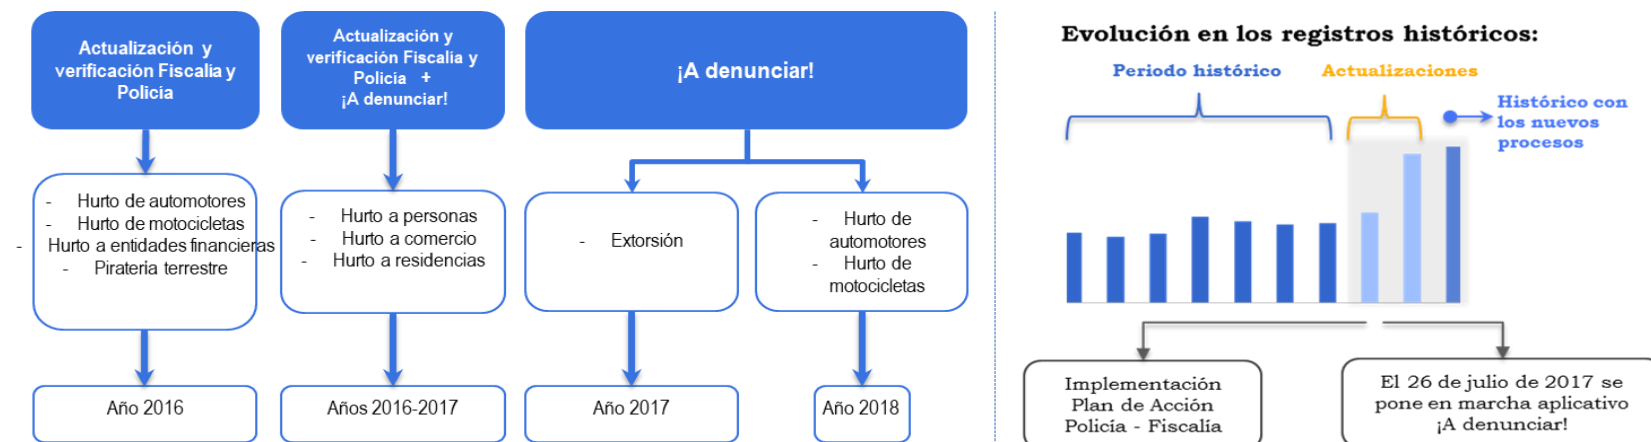 Actualización y
verificación Fiscalia y
Policía
Actualización y
verificación Fiscalia y
Policía +
¡A denunciar!
¡A denunciar!
- Hurto de automotores
- Hurto de motocicletas
- Hurto a entidades financieras
- Piratería terrestre
- Hurto a personas
- Hurto a comercio
- Hurto a residencias
- Extorsión
- Hurto de
automotores
- Hurto de
motocicletas
Año 2016
Años 2016-2017
Año 2017
Año 2018
Evolución en los registros históricos:
Periodo histórico
Actualizaciones
Histórico con
los nuevos
procesos
Implementación
Plan de Acción
Policía - Fiscalía
El 26 de julio de 2017 se
pone en marcha aplicativo
¡A denunciar!